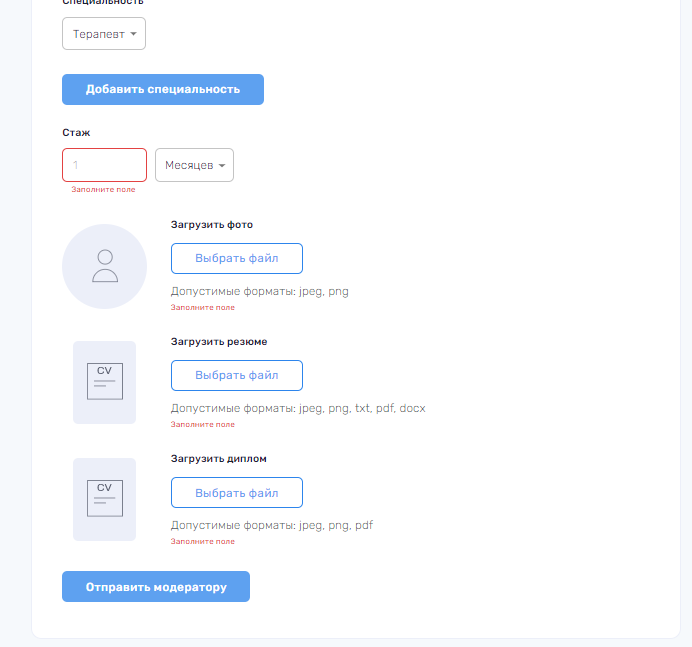 Специальность
Терапевт
Добавить специальность
Стаж
1
Месяцев
Заполните поле
Загрузить фото
Выбрать файл
Допустимые форматы: jpeg, png
Заполните поле
Загрузить резюме
CV
Выбрать файл
Допустимые форматы: jpeg, png, txt, pdf, docx
Заполните поле
Загрузить диплом
CV
Выбрать файл
Допустимые форматы: jpeg, png, pdf
Заполните поле
Отправить модератору